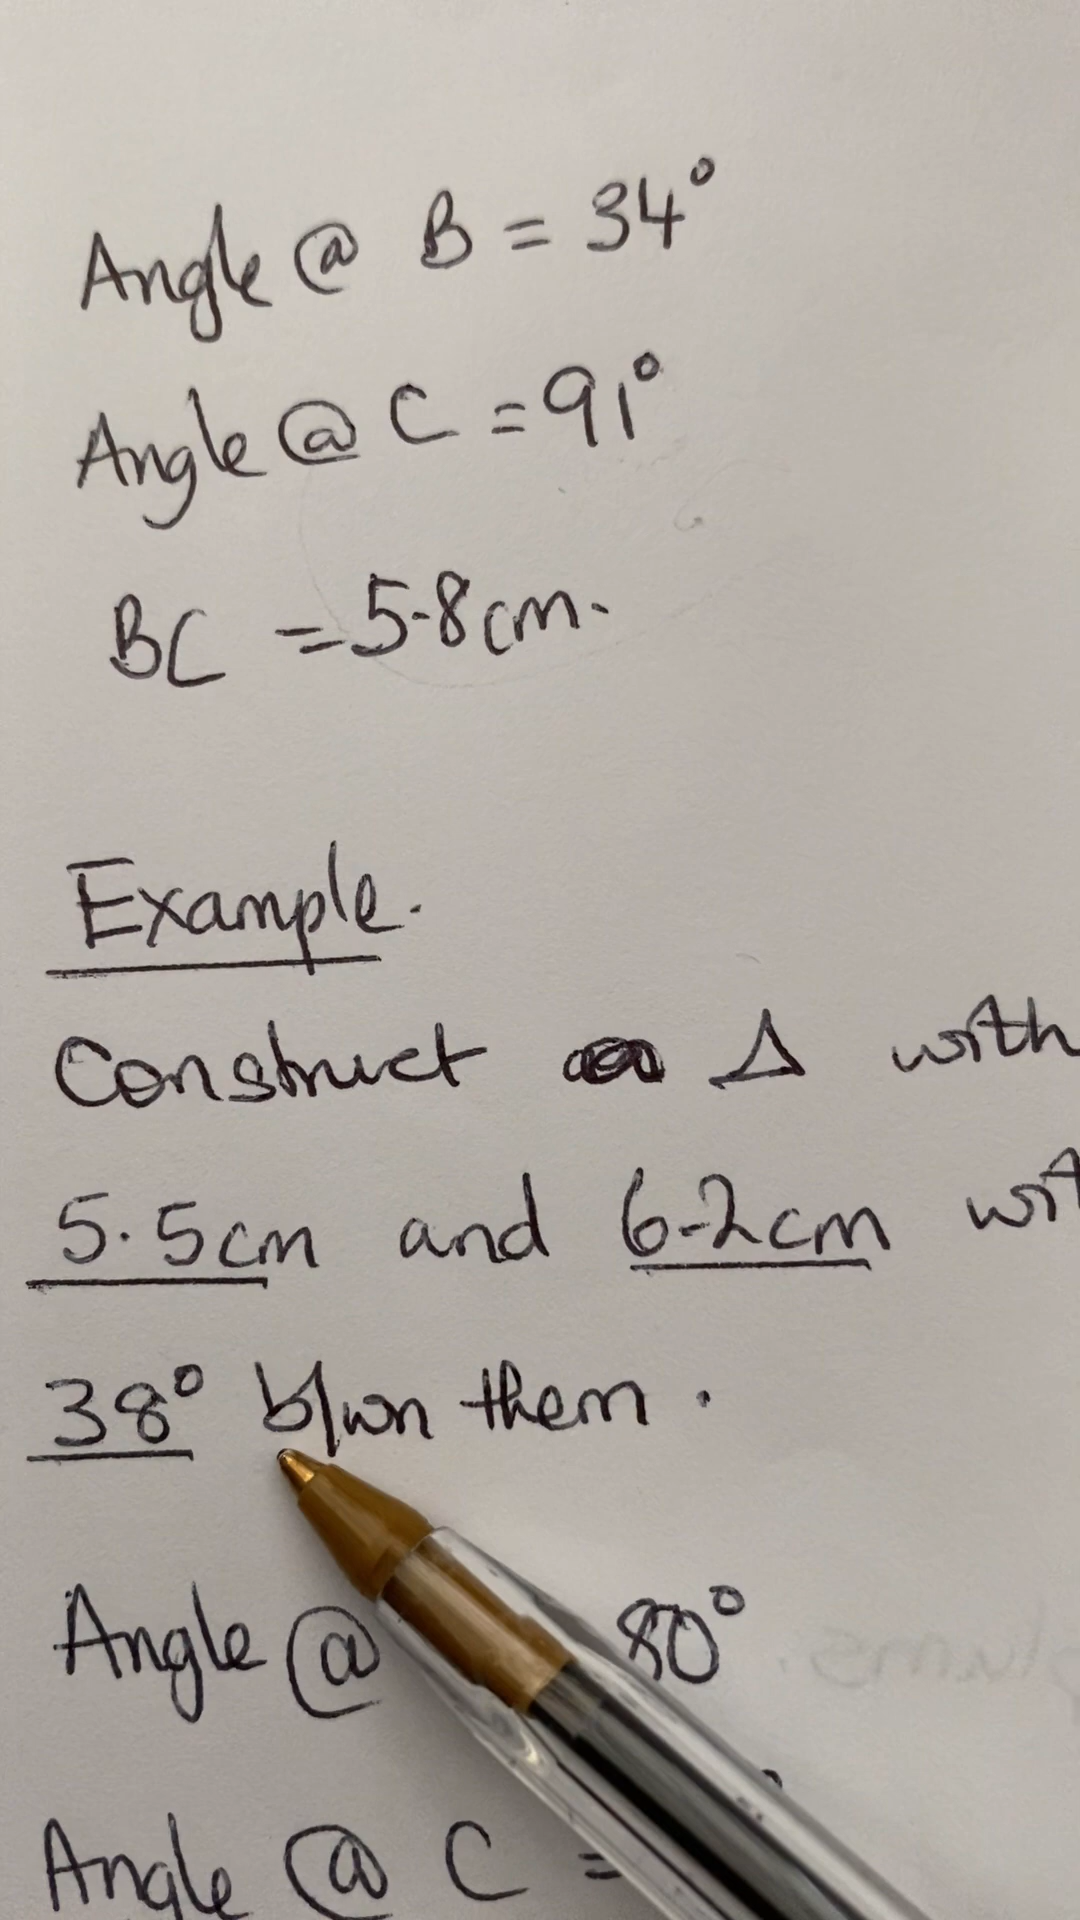 Angle @ B = 34°
Angle @ C = 91°
BC = 5.8cm.
Example.
Construct a Δ with
5.5cm and 6.2cm
38° b/wn them.
Angle @ 80°
Angle @ C =